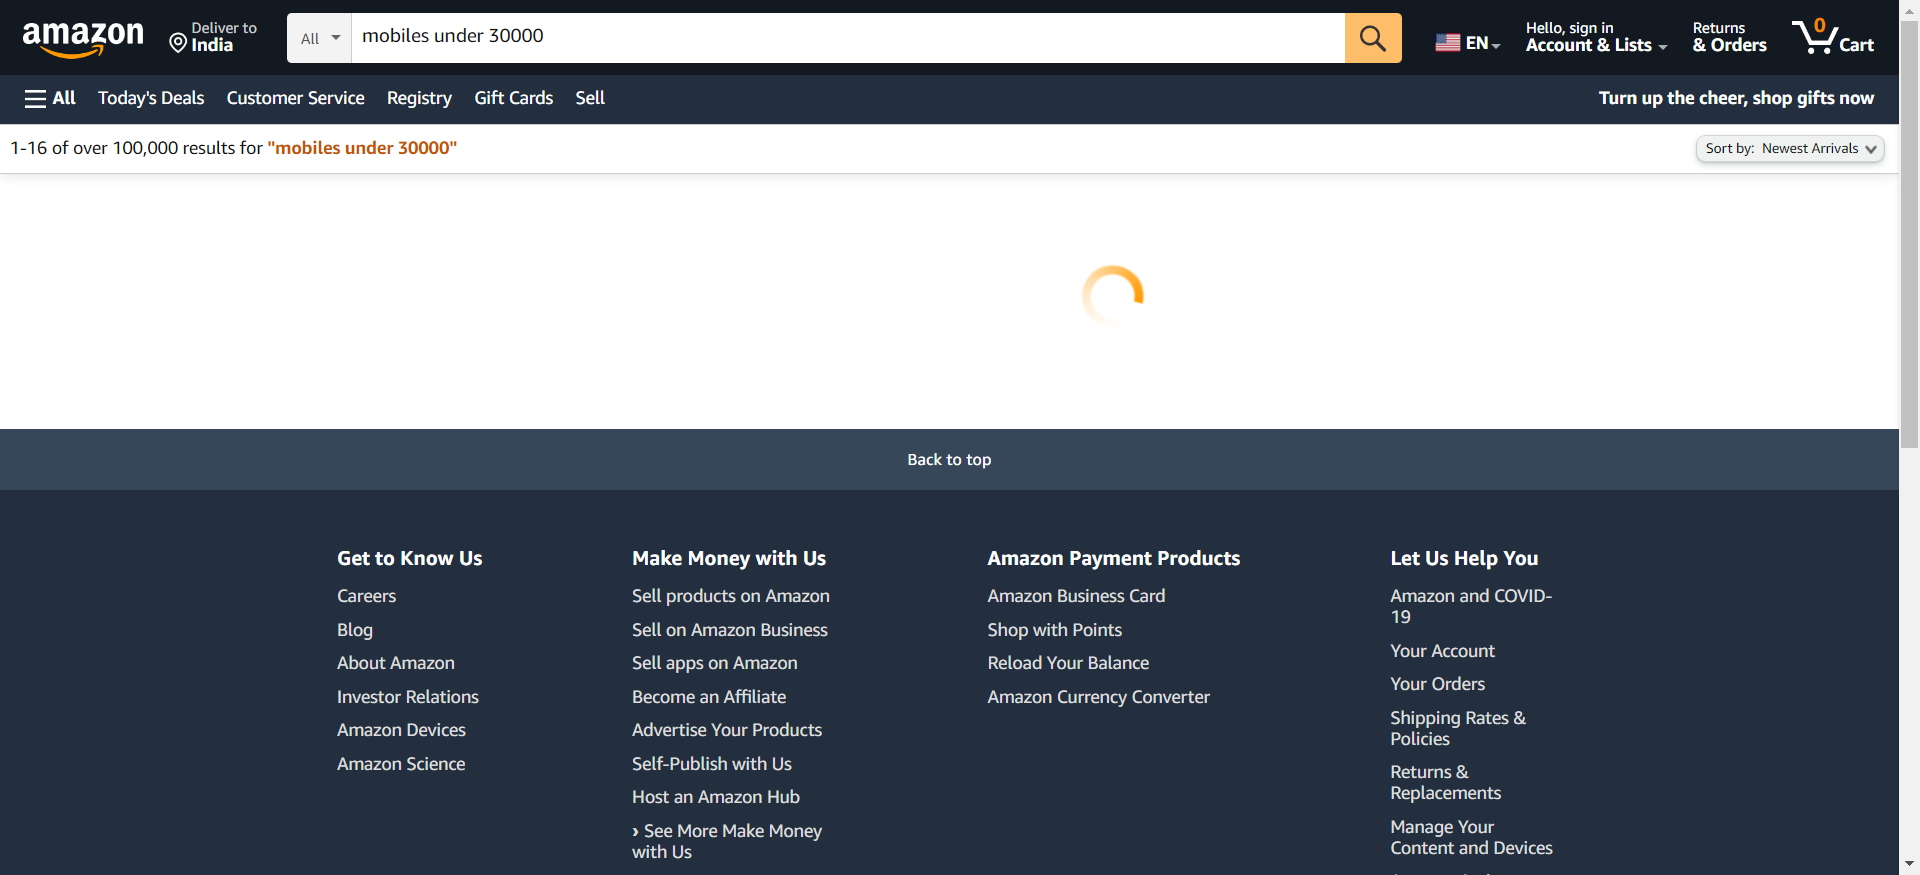 amazon
Deliver to
India
All
mobiles under 30000
EN
Hello, sign in
Account & Lists
Returns
& Orders
0
Cart
All
Today's Deals
Customer Service
Registry
Gift Cards
Sell
Turn up the cheer, shop gifts now
1-16 of over 100,000 results for "mobiles under 30000"
Sort by: Newest Arrivals
Back to top
Get to Know Us
Careers
Blog
About Amazon
Investor Relations
Amazon Devices
Amazon Science
Make Money with Us
Sell products on Amazon
Sell on Amazon Business
Sell apps on Amazon
Become an Affiliate
Advertise Your Products
Self-Publish with Us
Host an Amazon Hub
› See More Make Money
with Us
Amazon Payment Products
Amazon Business Card
Shop with Points
Reload Your Balance
Amazon Currency Converter
Let Us Help You
Amazon and COVID-
19
Your Account
Your Orders
Shipping Rates &
Policies
Returns &
Replacements
Manage Your
Content and Devices